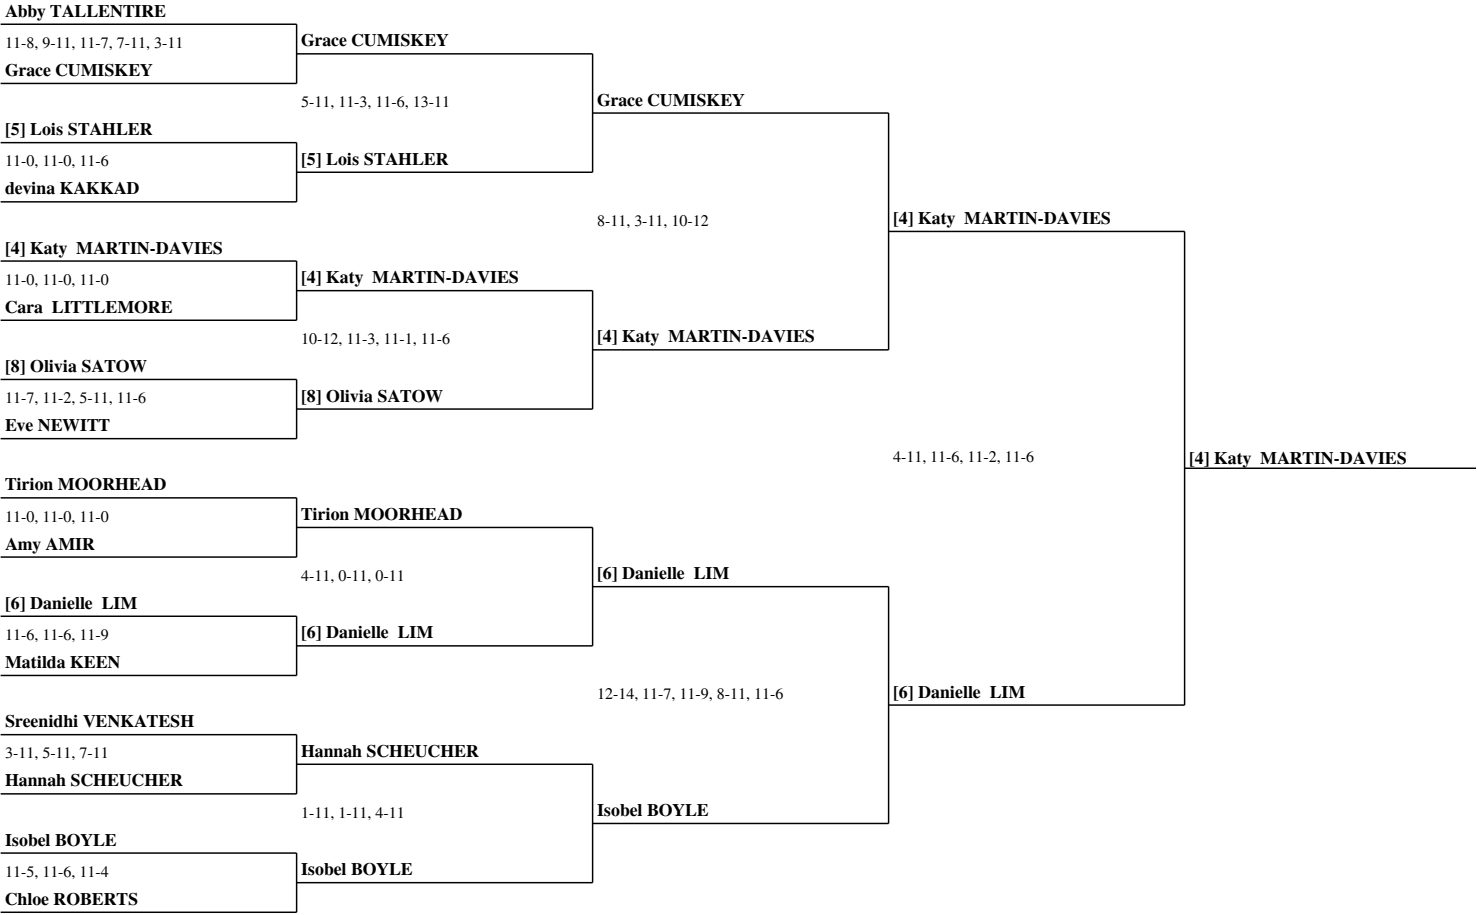 Abby TALLENTIRE
11-8, 9-11, 11-7, 7-11, 3-11
Grace CUMISKEY
[5] Lois STAHLER
11-0, 11-0, 11-6
devina KAKKAD
[4] Katy  MARTIN-DAVIES
11-0, 11-0, 11-0
Cara  LITTLEMORE
[8] Olivia SATOW
11-7, 11-2, 5-11, 11-6
Eve NEWITT
Tirion MOORHEAD
11-0, 11-0, 11-0
Amy AMIR
[6] Danielle  LIM
11-6, 11-6, 11-9
Matilda KEEN
Sreenidhi VENKATESH
3-11, 5-11, 7-11
Hannah SCHEUCHER
Isobel BOYLE
11-5, 11-6, 11-4
Chloe ROBERTS
Grace CUMISKEY
5-11, 11-3, 11-6, 13-11
[5] Lois STAHLER
[4] Katy  MARTIN-DAVIES
10-12, 11-3, 11-1, 11-6
[8] Olivia SATOW
Tirion MOORHEAD
4-11, 0-11, 0-11
[6] Danielle  LIM
Hannah SCHEUCHER
1-11, 1-11, 4-11
Isobel BOYLE
Grace CUMISKEY
8-11, 3-11, 10-12
[4] Katy  MARTIN-DAVIES
[6] Danielle  LIM
12-14, 11-7, 11-9, 8-11, 11-6
Isobel BOYLE
[4] Katy  MARTIN-DAVIES
4-11, 11-6, 11-2, 11-6
[6] Danielle  LIM
[4] Katy  MARTIN-DAVIES